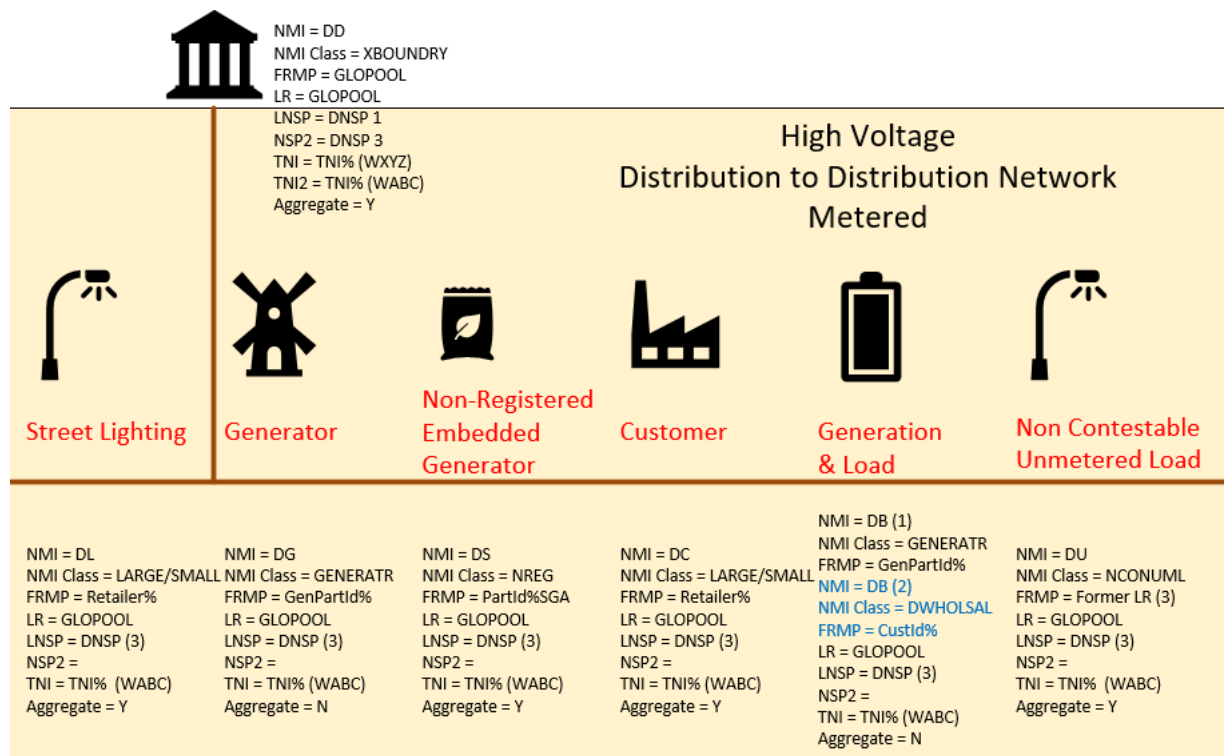 NMI = DD
NMI Class = XBOUNDRY
FRMP = GLOPOOL
LR = GLOPOOL
LNSP = DNSP 1
NSP2 = DNSP 3
TNI = TNI% (WXYZ)
TNI2 = TNI% (WABC)
Aggregate = Y
High Voltage
Distribution to Distribution Network
Metered
Street Lighting
Generator
Non-Registered
Embedded
Generator
Customer
Generation
& Load
Non Contestable
Unmetered Load
NMI = DL
NMI Class = LARGE/SMALL
FRMP = Retailer%
LR = GLOPOOL
LNSP = DNSP (3)
NSP2 =
TNI = TNI% (WABC)
Aggregate = Y
NMI = DG
NMI Class = GENERATR
FRMP = GenPartId%
LR = GLOPOOL
LNSP = DNSP (3)
NSP2 =
TNI = TNI% (WABC)
Aggregate = N
NMI = DS
NMI Class = NREG
FRMP = PartId%SGA
LR = GLOPOOL
LNSP = DNSP (3)
NSP2 =
TNI = TNI% (WABC)
Aggregate = Y
NMI = DC
NMI Class = LARGE/SMALL
FRMP = Retailer%
LR = GLOPOOL
LNSP = DNSP (3)
NSP2 =
TNI = TNI% (WABC)
Aggregate = Y
NMI = DB (1)
NMI Class = GENERATR
FRMP = GenPartId%
NMI = DB (2)
NMI Class = DWHOLSAL
FRMP = CustId%
LR = GLOPOOL
LNSP = DNSP (3)
NSP2 =
TNI = TNI% (WABC)
Aggregate = N
NMI = DU
NMI Class = NCONUML
FRMP = Former LR (3)
LR = GLOPOOL
LNSP = DNSP (3)
NSP2 =
TNI = TNI% (WABC)
Aggregate = Y